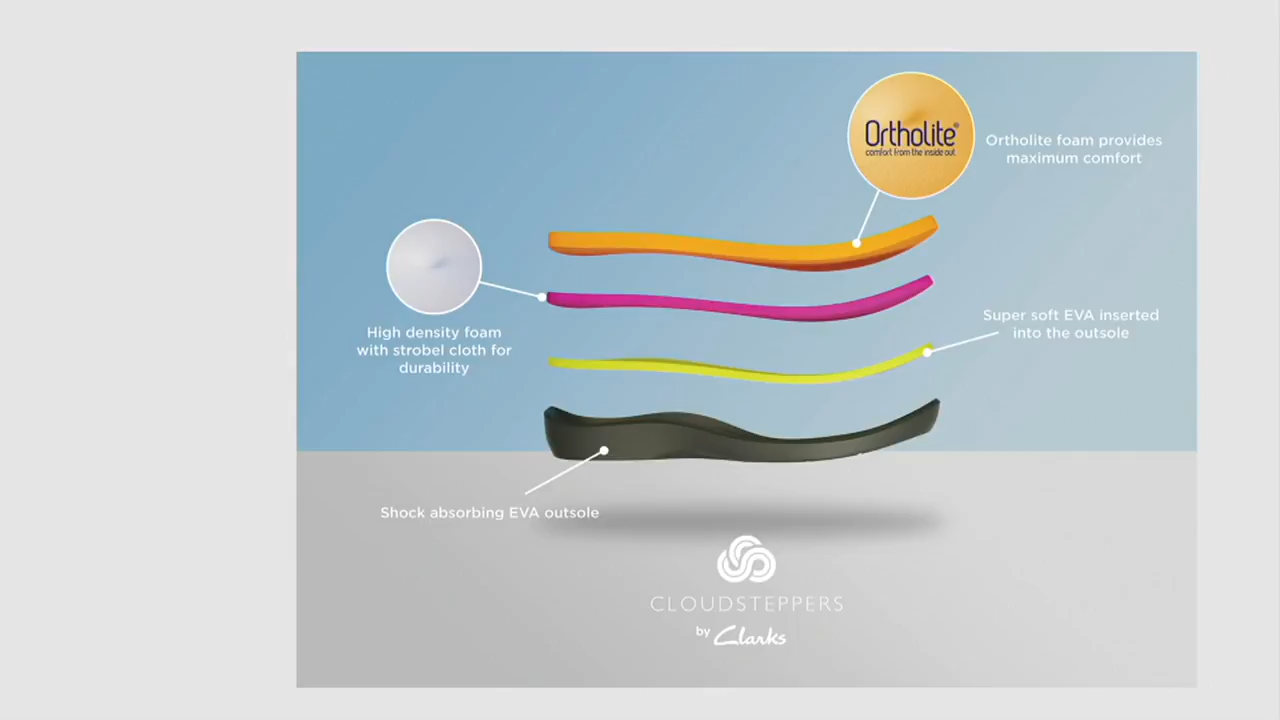 Ortholite®
comfort from the inside out.
Ortholite foam provides
maximum comfort
High density foam
with strobel cloth for
durability
Super soft EVA inserted
into the outsole
Shock absorbing EVA outsole
CLOUDSTEPPERS
by Clarks